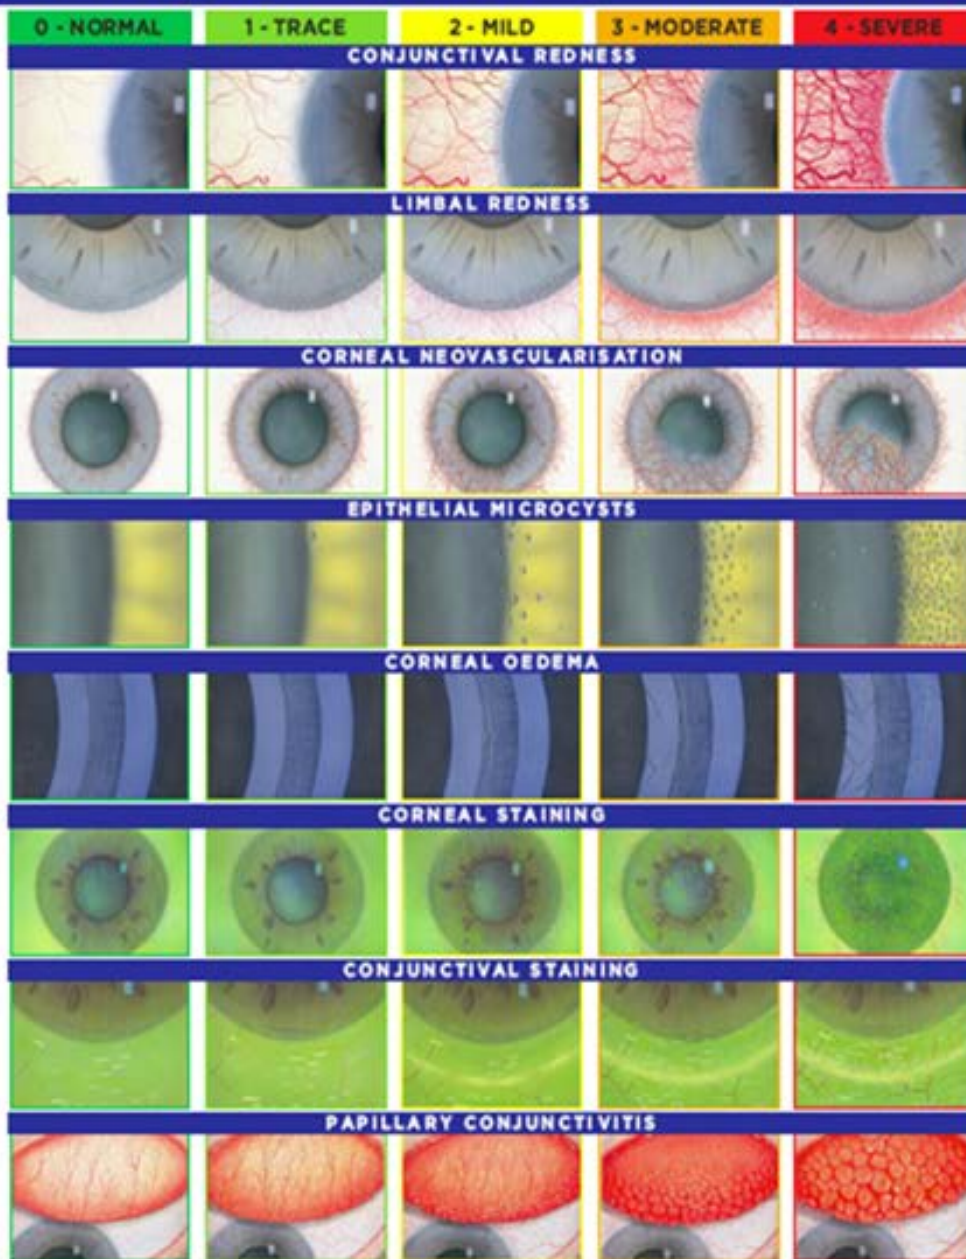 0 - NORMAL 1 - TRACE 2 - MILD 3 - MODERATE 4 - SEVERE
CONJUNCTIVAL REDNESS
LIMBAL REDNESS
CORNEAL NEOVASCULARISATION
EPITHELIAL MICROCYSTS
CORNEAL OEDEMA
CORNEAL STAINING
CONJUNCTIVAL STAINING
PAPILLARY CONJUNCTIVITIS